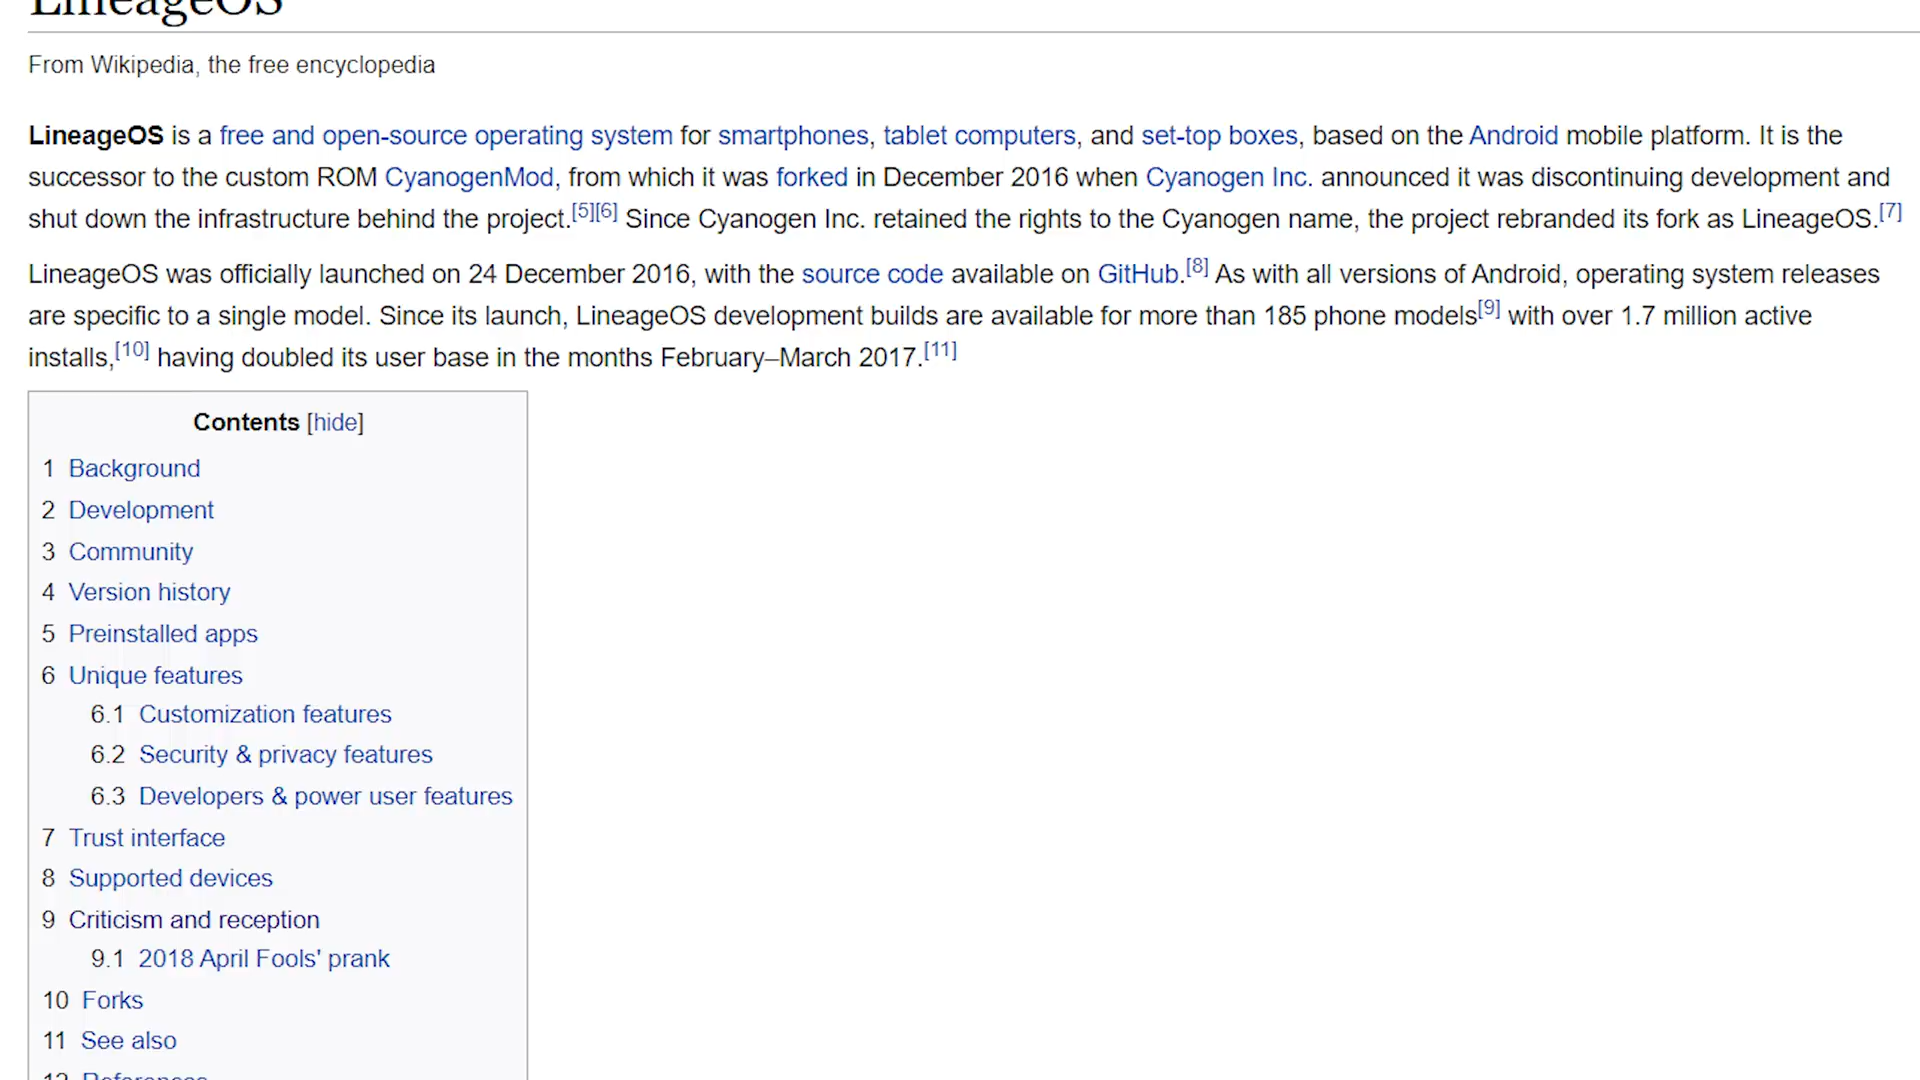 LineageOS
From Wikipedia, the free encyclopedia
LineageOS is a free and open-source operating system for smartphones, tablet computers, and set-top boxes, based on the Android mobile platform. It is the
successor to the custom ROM CyanogenMod, from which it was forked in December 2016 when Cyanogen Inc. announced it was discontinuing development and
shut down the infrastructure behind the project.[5][6] Since Cyanogen Inc. retained the rights to the Cyanogen name, the project rebranded its fork as LineageOS.[7]
LineageOS was officially launched on 24 December 2016, with the source code available on GitHub.[8] As with all versions of Android, operating system releases
are specific to a single model. Since its launch, LineageOS development builds are available for more than 185 phone models[9] with over 1.7 million active
installs,[10] having doubled its user base in the months February–March 2017.[11]
Contents [hide]
1 Background
2 Development
3 Community
4 Version history
5 Preinstalled apps
6 Unique features
6.1 Customization features
6.2 Security & privacy features
6.3 Developers & power user features
7 Trust interface
8 Supported devices
9 Criticism and reception
9.1 2018 April Fools' prank
10 Forks
11 See also
12 References